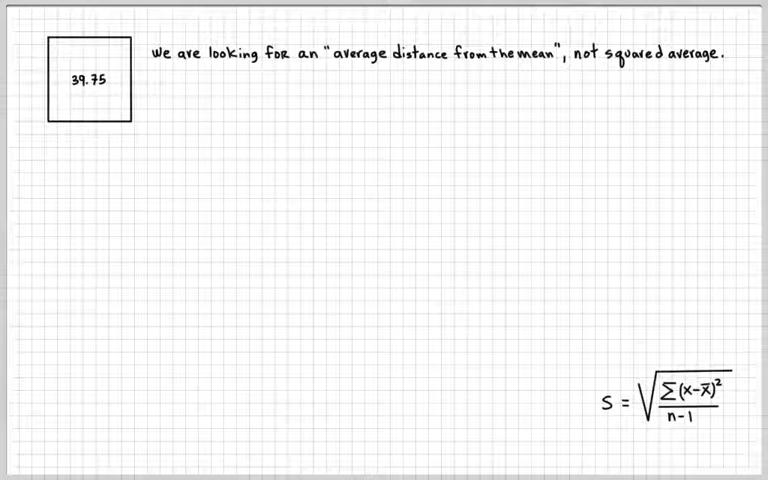 We are looking for an "average distance from the mean", not squared average.
39.75
S = √(Σ(x-x̄)²/n-1)